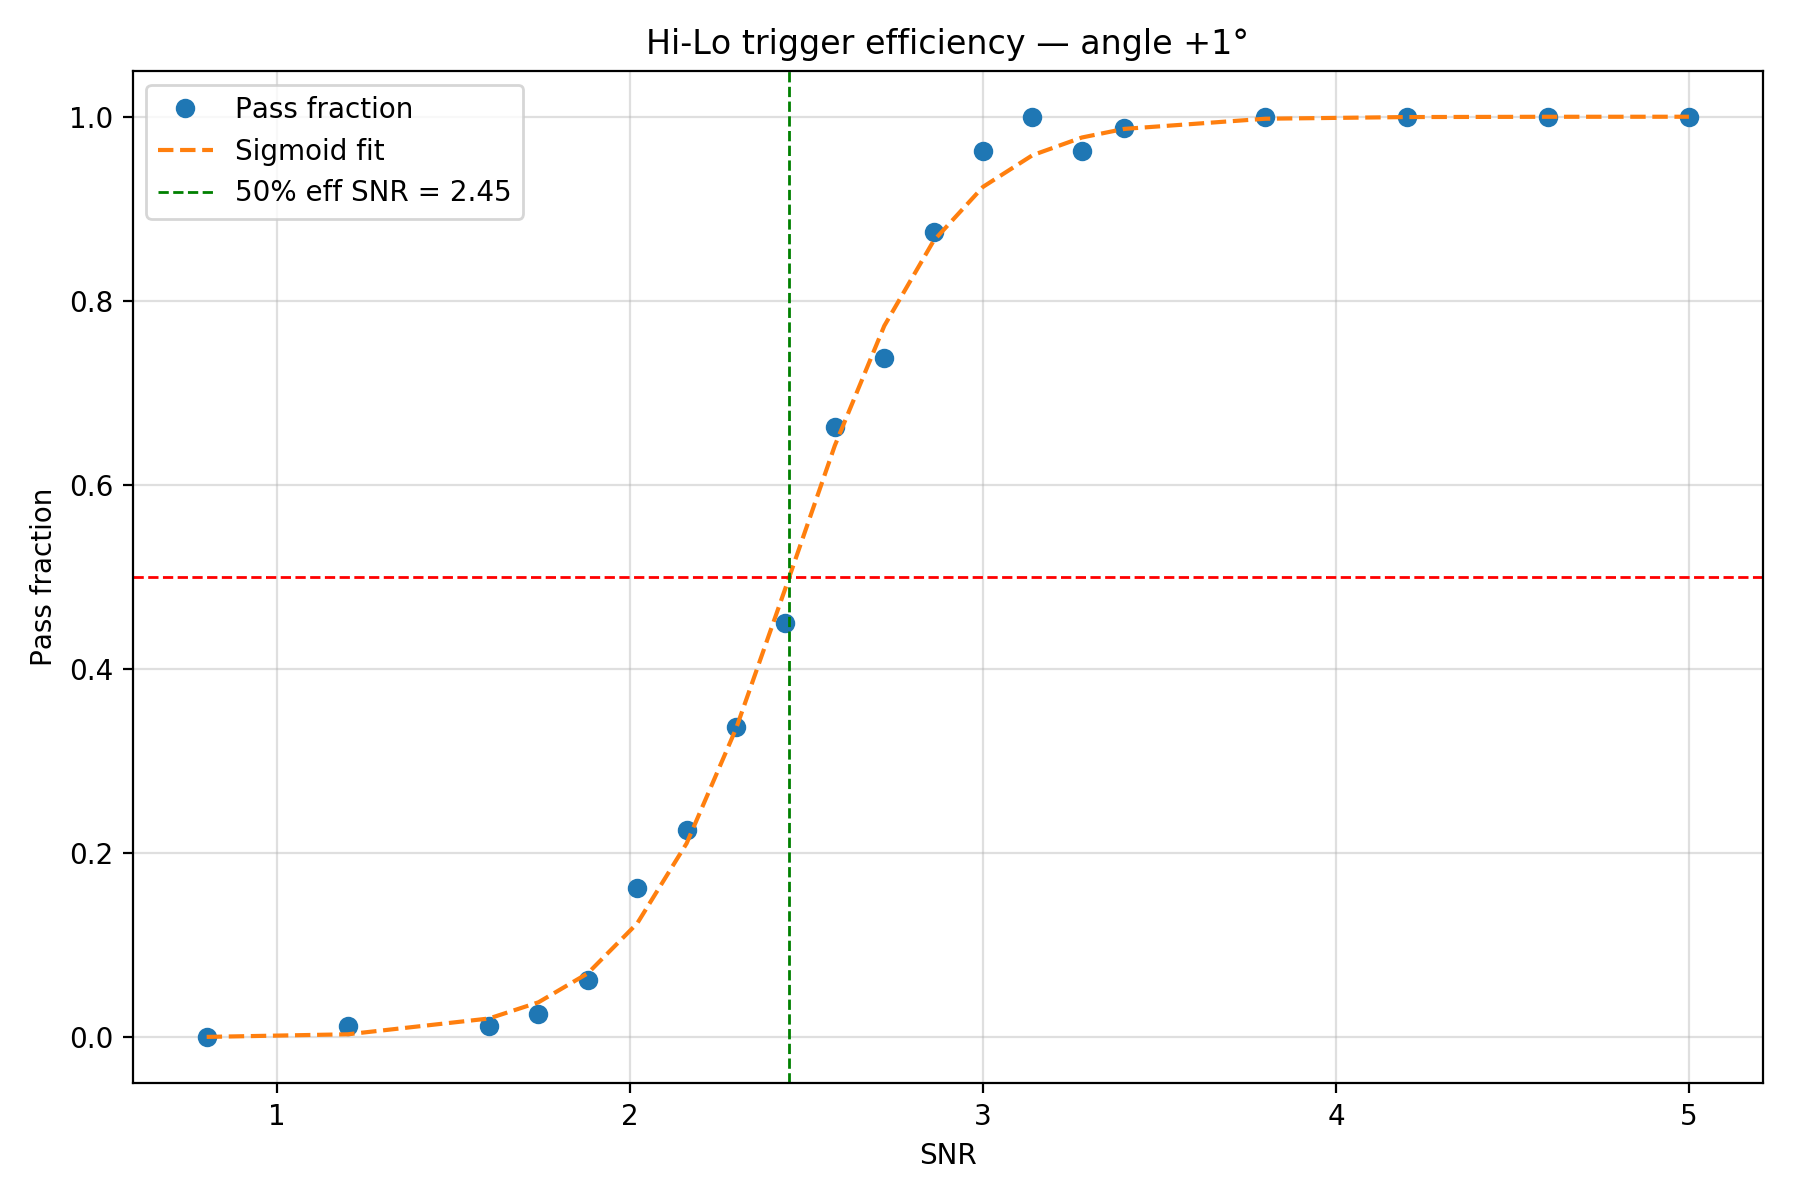 Hi-Lo trigger efficiency — angle +1°
Pass fraction
Sigmoid fit
50% eff SNR = 2.45
1.0
0.8
0.6
0.4
0.2
0.0
Pass fraction
1 2 3 4 5
SNR